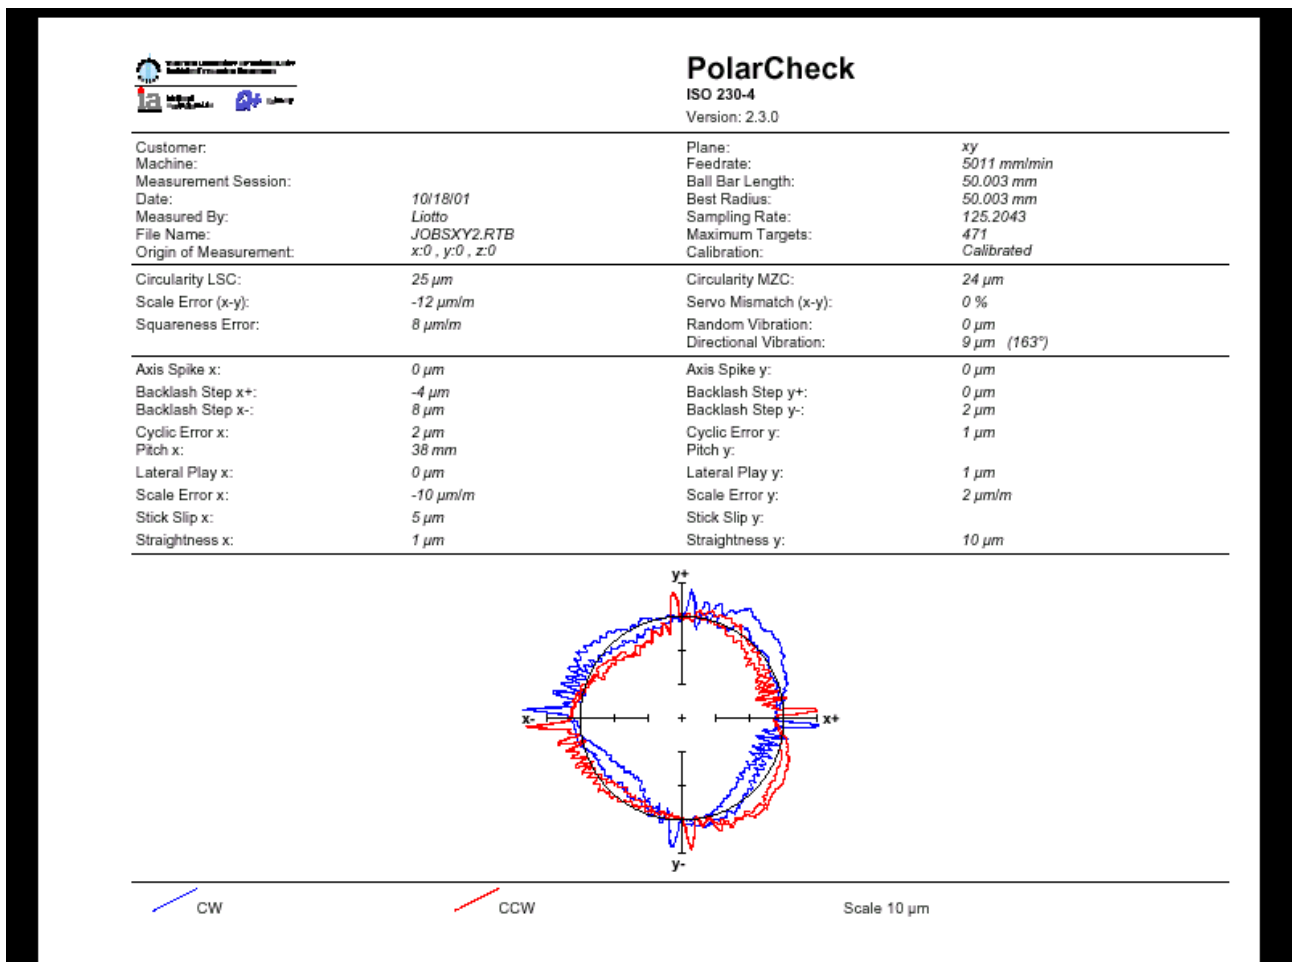 PolarCheck
ISO 230-4
Version: 2.3.0
ia
Customer: Plane: xy
Machine: Feedrate: 5011 mm/min
Measurement Session: Ball Bar Length: 50.003 mm
Date: 10/18/01 Best Radius: 50.003 mm
Measured By: Liotto Sampling Rate: 125.2043
File Name: JOBSXY2.RTB Maximum Targets: 471
Origin of Measurement: x:0 , y:0 , z:0 Calibration: Calibrated
Circularity LSC: 25 µm Circularity MZC: 24 µm
Scale Error (x-y): -12 µm/m Servo Mismatch (x-y): 0 %
Squareness Error: 8 µm/m Random Vibration: 0 µm
Directional Vibration: 9 µm (163°)
Axis Spike x: 0 µm Axis Spike y: 0 µm
Backlash Step x+: -4 µm Backlash Step y+: 0 µm
Backlash Step x-: 8 µm Backlash Step y-: 2 µm
Cyclic Error x: 2 µm Cyclic Error y: 1 µm
Pitch x: 38 mm Pitch y:
Lateral Play x: 0 µm Lateral Play y: 1 µm
Scale Error x: -10 µm/m Scale Error y: 2 µm/m
Stick Slip x: 5 µm Stick Slip y:
Straightness x: 1 µm Straightness y: 10 µm
y+
x- x+
y-
CW CCW Scale 10 µm